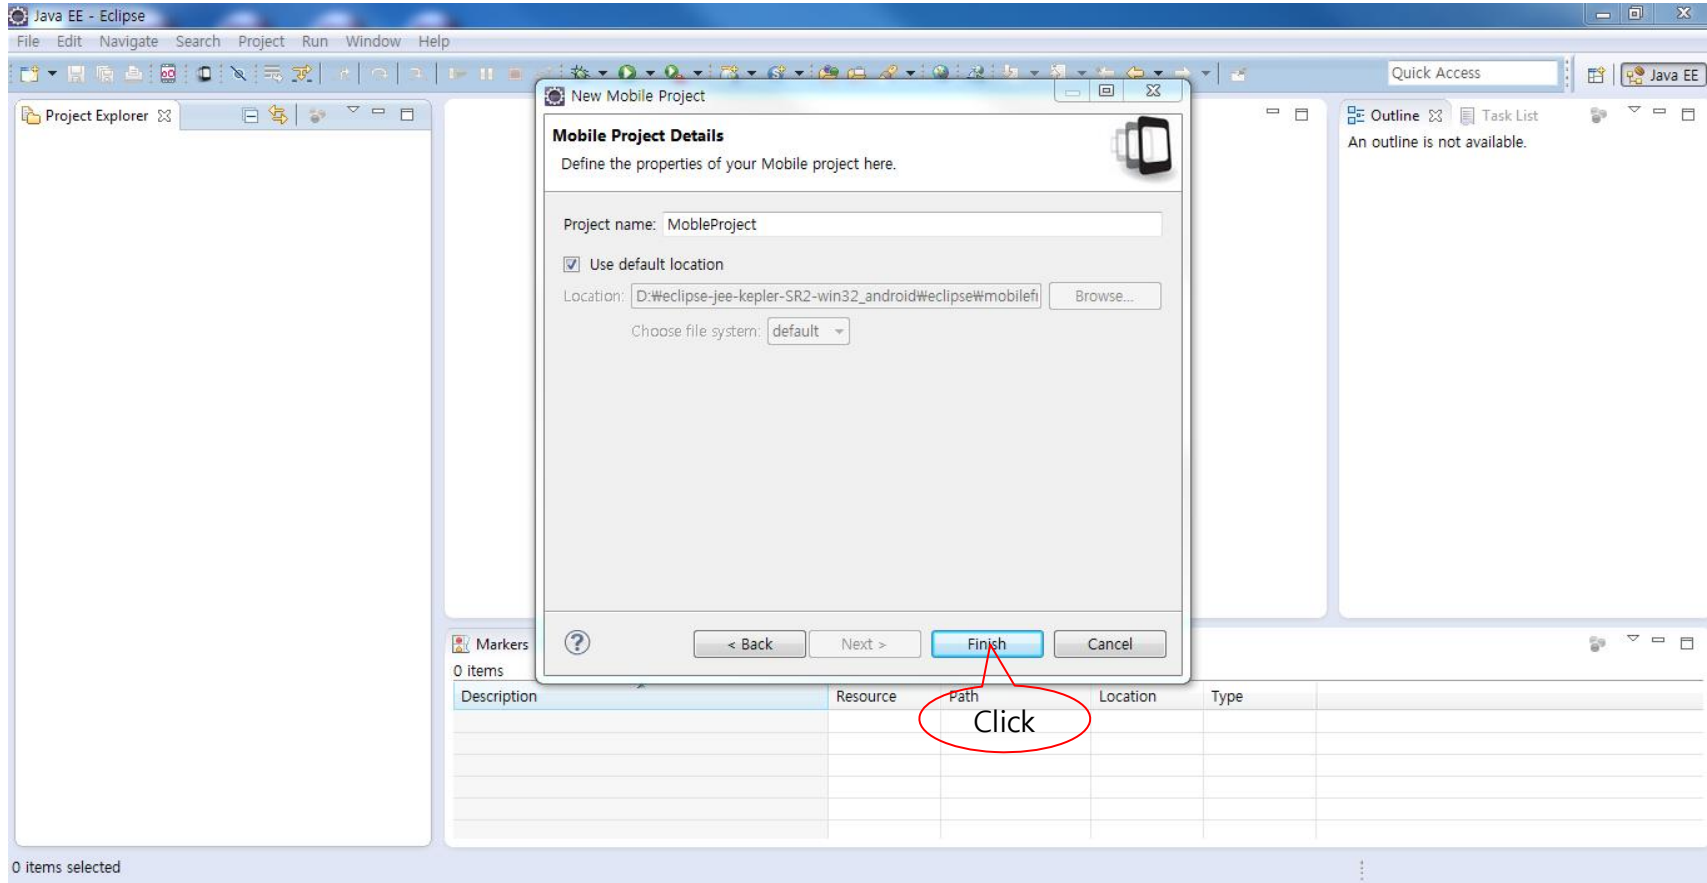 Java EE - Eclipse
File Edit Navigate Search Project Run Window Help
Quick Access
Java EE
Project Explorer
New Mobile Project
Outline
Task List
An outline is not available.
Mobile Project Details
Define the properties of your Mobile project here.
Project name: MobleProject
Use default location
Location: D:₩eclipse-jee-kepler-SR2-win32_android₩eclipse₩mobilefi
Browse...
Choose file system: default
< Back
Next >
Finish
Cancel
Markers
0 items
Description Resource Path Location Type
Click
0 items selected